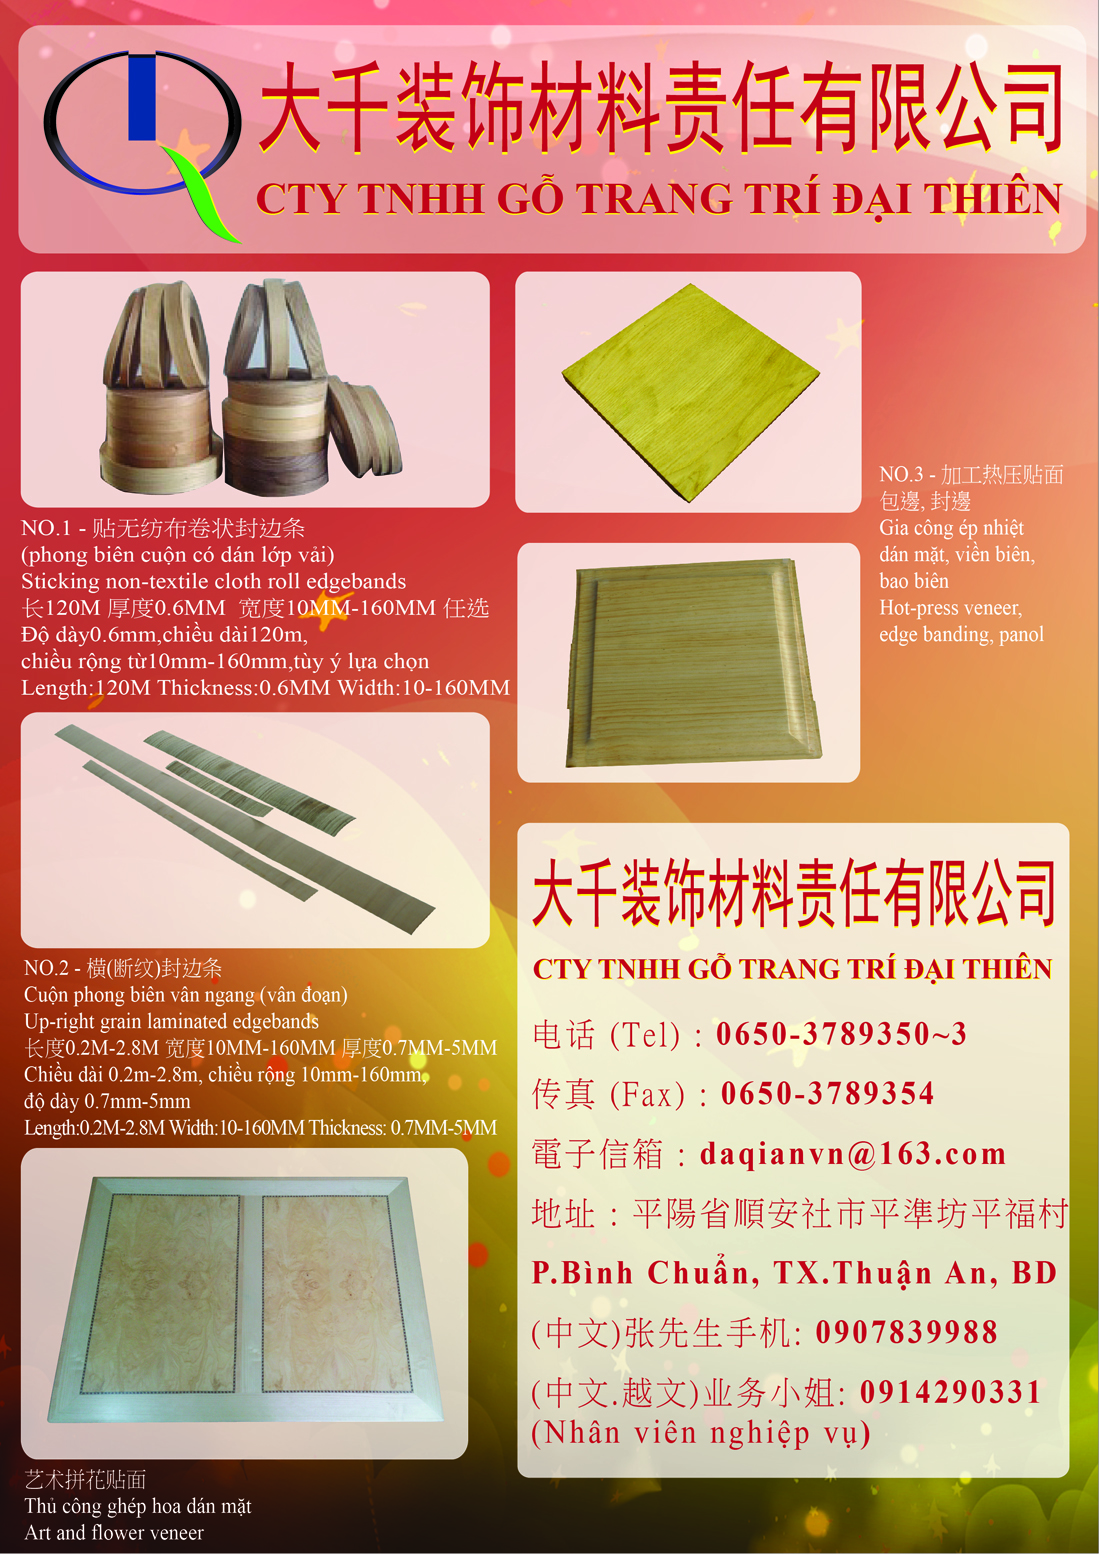 大千装饰材料责任有限公司
CTY TNHH GỖ TRANG TRÍ ĐẠI THIÊN
NO.1 - 贴无纺布卷状封边条
(phong biên cuộn có dán lớp vải)
Sticking non-textile cloth roll edgebands
长120M 厚度0.6MM 宽度10MM-160MM 任选
Độ dày0.6mm,chiều dài120m,
chiều rộng từ10mm-160mm,tùy ý lựa chọn
Length:120M Thickness:0.6MM Width:10-160MM
NO.2 - 横(断纹)封边条
Cuộn phong biên vân ngang (vân đoạn)
Up-right grain laminated edgebands
长度0.2M-2.8M 宽度10MM-160MM 厚度0.7MM-5MM
Chiều dài 0.2m-2.8m, chiều rộng 10mm-160mm,
độ dày 0.7mm-5mm
Length:0.2M-2.8M Width:10-160MM Thickness: 0.7MM-5MM
艺术拼花贴面
Thủ công ghép hoa dán mặt
Art and flower veneer
NO.3 - 加工热压贴面
包邊, 封邊
Gia công ép nhiệt
dán mặt, viền biên,
bao biên
Hot-press veneer,
edge banding, panol
大千装饰材料责任有限公司
CTY TNHH GỖ TRANG TRÍ ĐẠI THIÊN
电话 (Tel) : 0650-3789350~3
传真 (Fax) : 0650-3789354
電子信箱 : daqianvn@163.com
地址 : 平陽省順安社市平準坊平福村
P.Bình Chuẩn, TX.Thuận An, BD
(中文)张先生手机: 0907839988
(中文.越文)业务小姐: 0914290331
(Nhân viên nghiệp vụ)